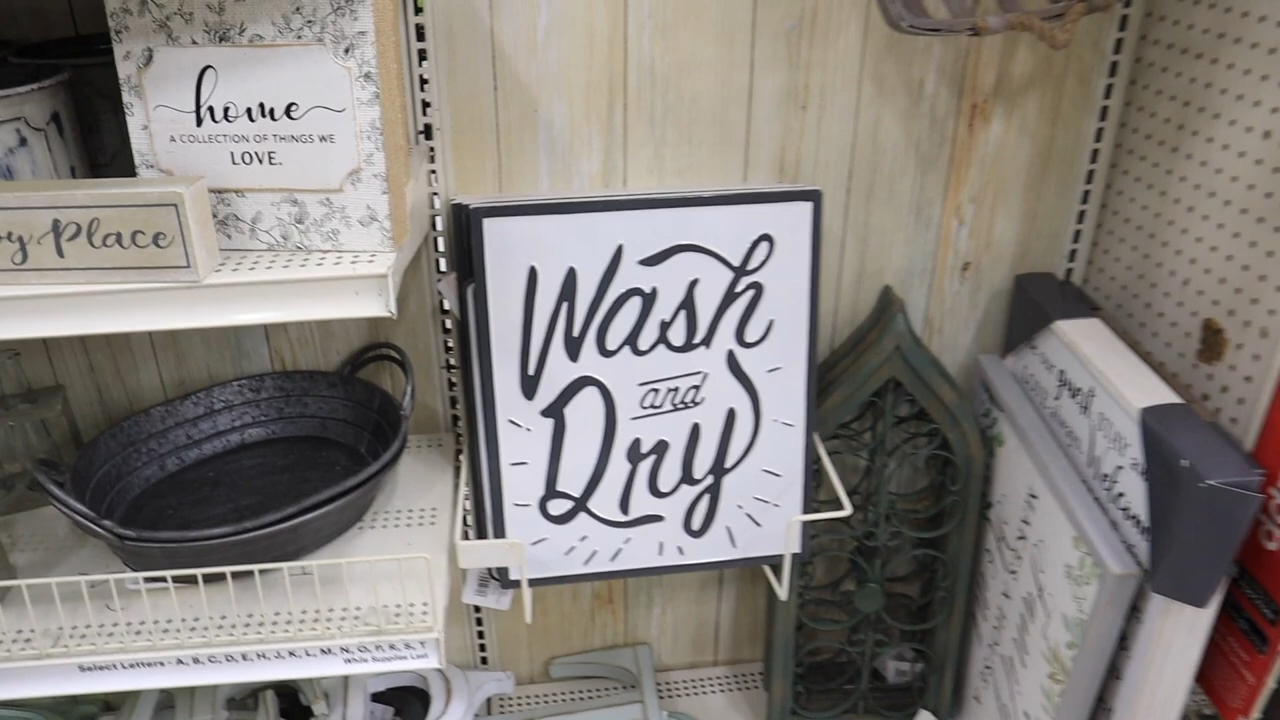 home
A COLLECTION OF THINGS WE
LOVE.
Place
Wash
and
Dry
Select Letters - A, B, C, D, E, H, J, K, L, M, N, O, P, R, S, T
While Supplies Last